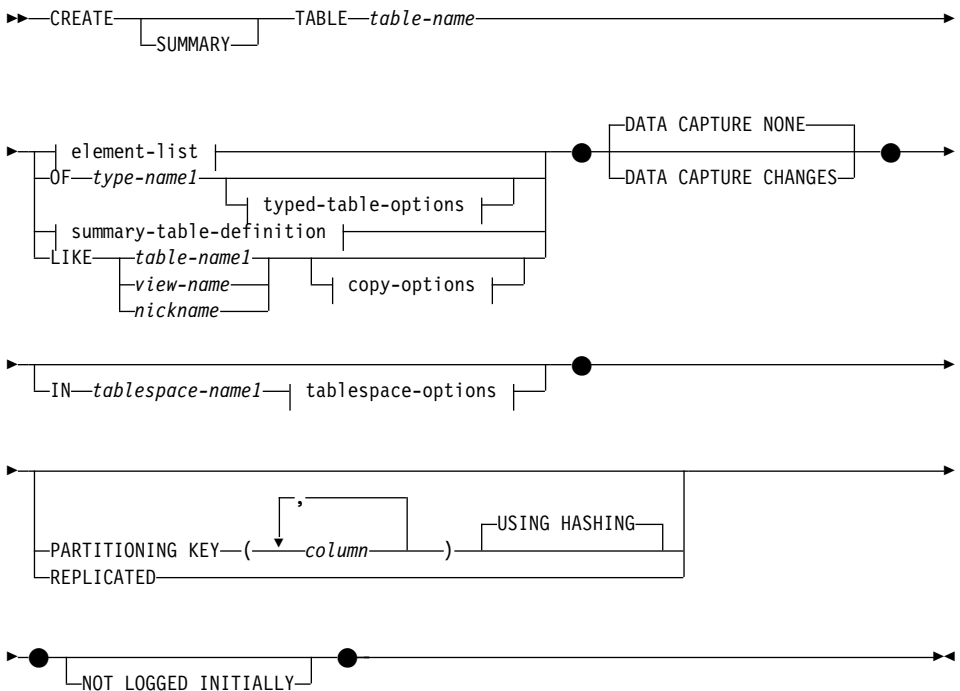 CREATE TABLE table-name
SUMMARY
DATA CAPTURE NONE
element-list
OF type-name1 DATA CAPTURE CHANGES
typed-table-options
summary-table-definition
LIKE table-name1
view-name copy-options
nickname
IN tablespace-name1 tablespace-options
,
USING HASHING
PARTITIONING KEY ( column )
REPLICATED
NOT LOGGED INITIALLY